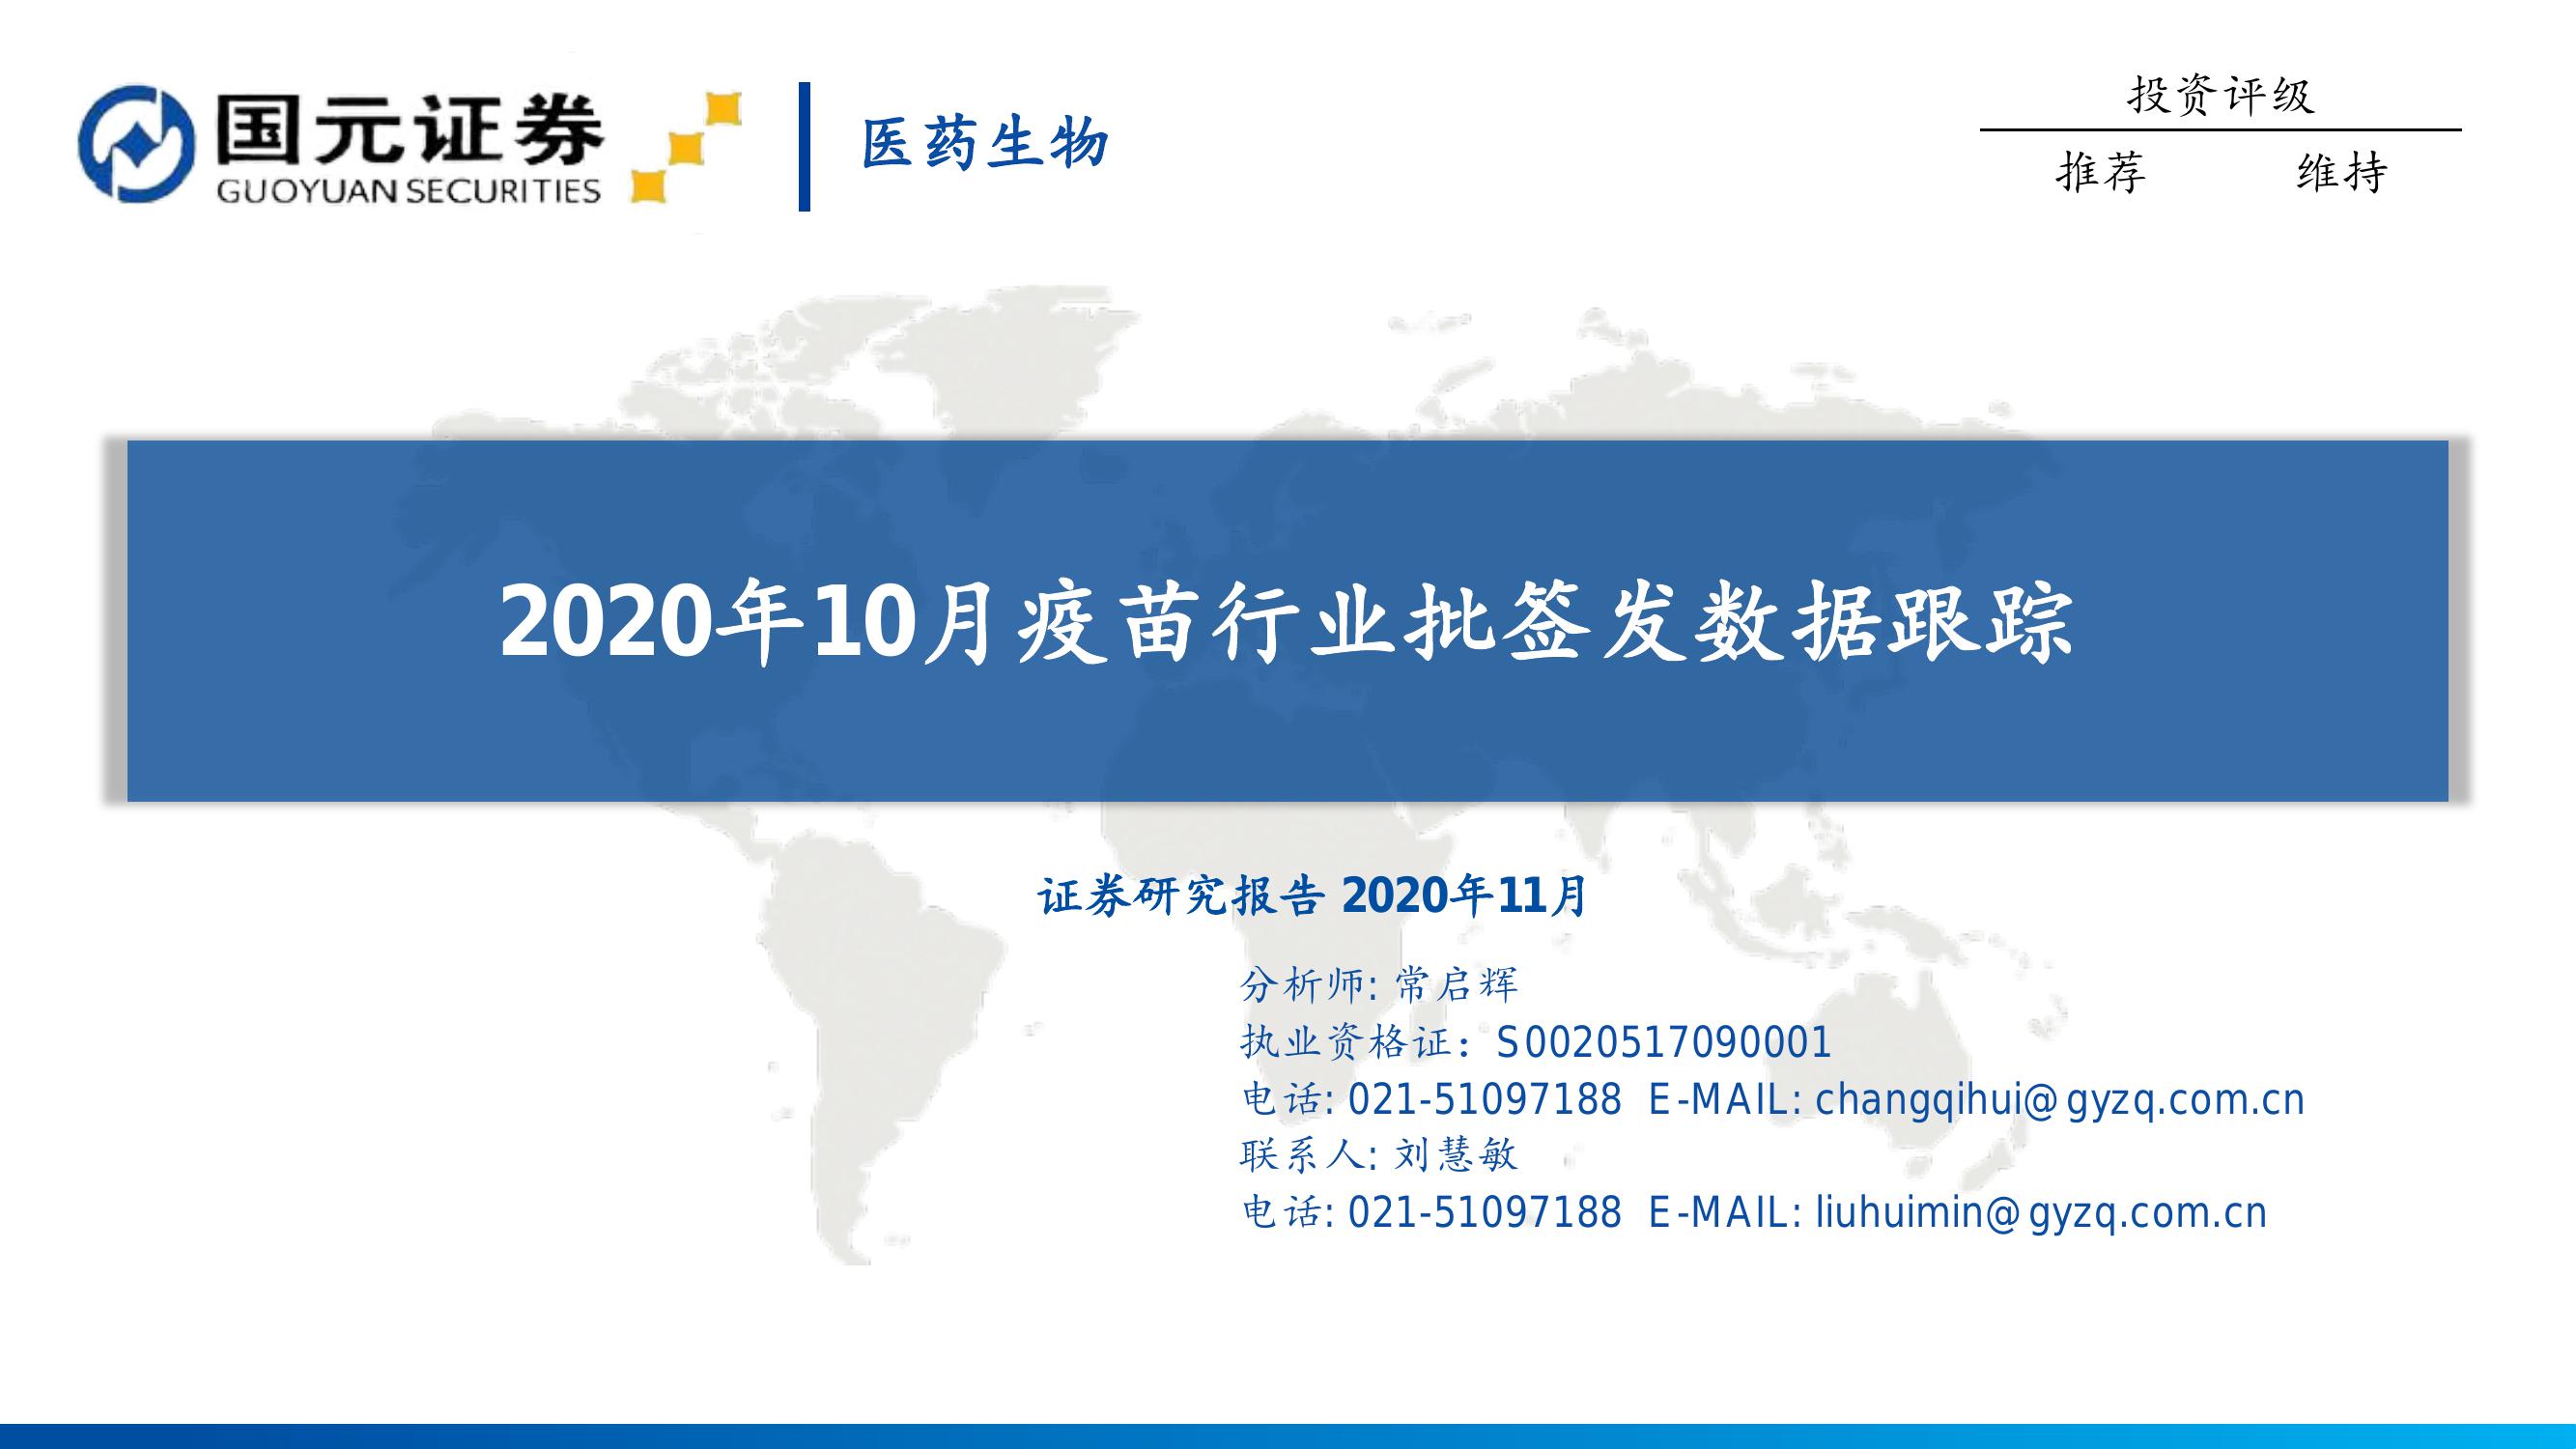 国元证券
GUOYUAN SECURITIES
医药生物
投资评级
推荐 维持
2020年10月疫苗行业批签发数据跟踪
证券研究报告 2020年11月
分析师: 常启辉
执业资格证：S0020517090001
电话: 021-51097188 E-MAIL: changqihui@gyzq.com.cn
联系人: 刘慧敏
电话: 021-51097188 E-MAIL: liuhuimin@gyzq.com.cn